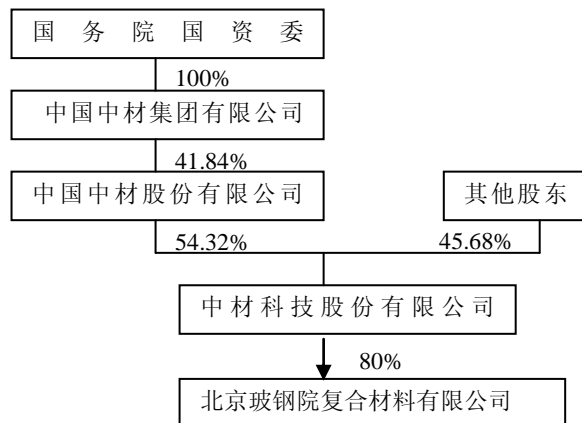 国务院国资委
100%
中国中材集团有限公司
41.84%
中国中材股份有限公司
其他股东
54.32%
45.68%
中材科技股份有限公司
80%
北京玻钢院复合材料有限公司